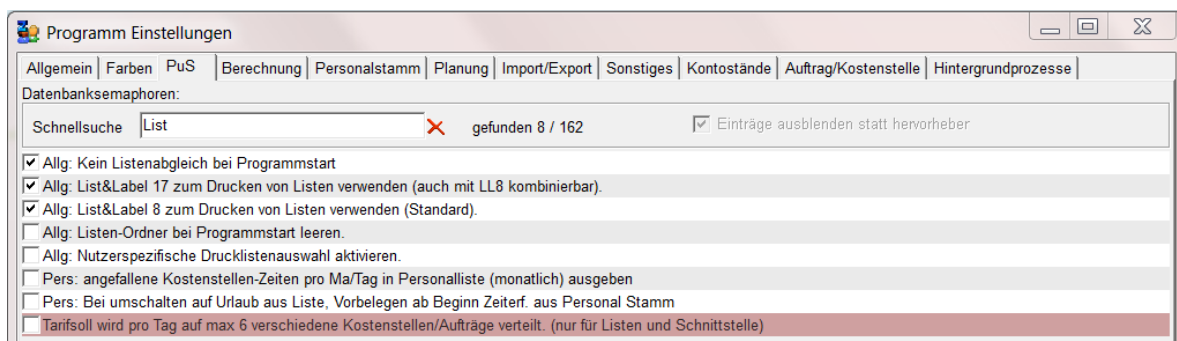 Programm Einstellungen
Allgemein Farben PuS Berechnung Personalstamm Planung Import/Export Sonstiges Kontostände Auftrag/Kostenstelle Hintergrundprozesse
Datenbanksemaphoren:
Schnellsuche List gefunden 8 / 162 Einträge ausblenden statt hervorheber
Allg: Kein Listenabgleich bei Programmstart
Allg: List&Label 17 zum Drucken von Listen verwenden (auch mit LL8 kombinierbar).
Allg: List&Label 8 zum Drucken von Listen verwenden (Standard).
Allg: Listen-Ordner bei Programmstart leeren.
Allg: Nutzerspezifische Drucklistenauswahl aktivieren.
Pers: angefallene Kostenstellen-Zeiten pro Ma/Tag in Personalliste (monatlich) ausgeben
Pers: Bei umschalten auf Urlaub aus Liste, Vorbelegen ab Beginn Zeiterf. aus Personal Stamm
Tarifsoll wird pro Tag auf max 6 verschiedene Kostenstellen/Aufträge verteilt. (nur für Listen und Schnittstelle)